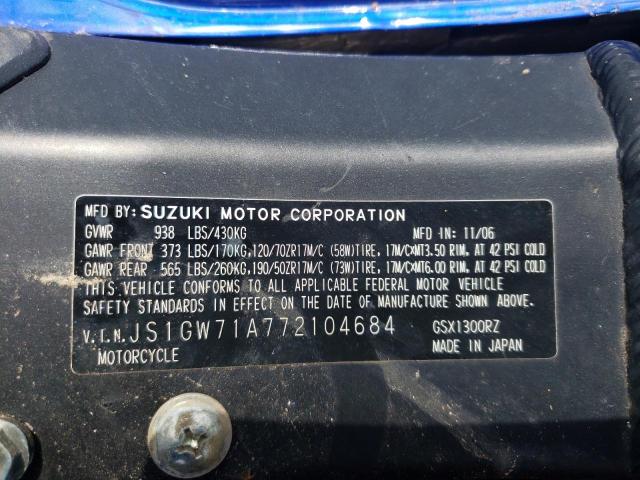 MFD BY: SUZUKI MOTOR CORPORATION
GVWR 938 LBS/430KG MFD IN: 11/06
GAWR FRONT 373 LBS/170KG,120/70ZR17M/C (58W)TIRE, 17M/CXMT3.50 RIM, AT 42 PSI COLD
GAWR REAR 565 LBS/260KG,190/50ZR17M/C (73W)TIRE, 17M/CXMT6.00 RIM, AT 42 PSI COLD
THIS VEHICLE CONFORMS TO ALL APPLICABLE FEDERAL MOTOR VEHICLE
SAFETY STANDARDS IN EFFECT ON THE DATE OF MANUFACTURE SHOWN ABOVE.
V.I.N. JS1GW71A772104684 GSX1300RZ
MOTORCYCLE MADE IN JAPAN